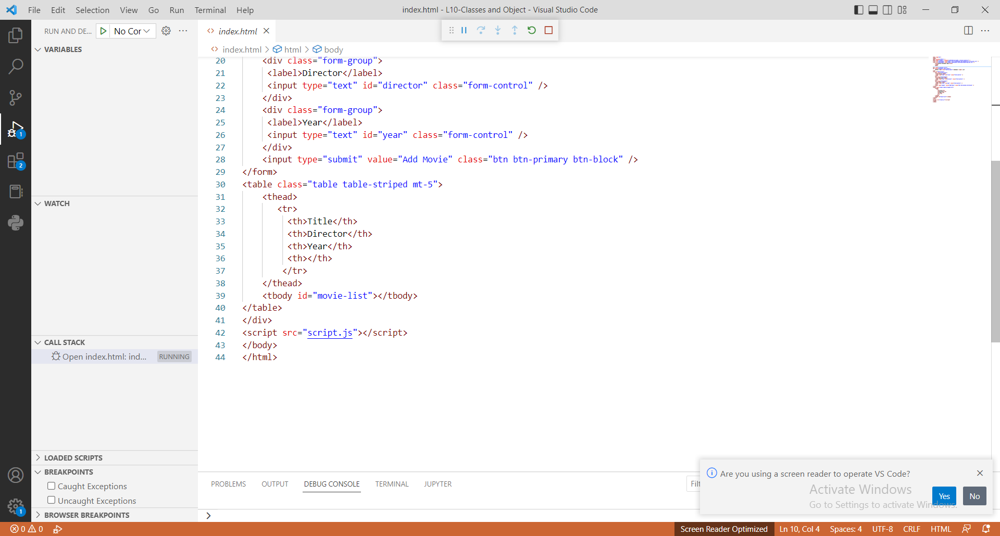 File Edit Selection View Go Run Terminal Help
index.html - L10-Classes and Object - Visual Studio Code
RUN AND DE... No Cor
index.html
VARIABLES
index.html > html > body
20 <div class="form-group">
21 <label>Director</label>
22 <input type="text" id="director" class="form-control" />
23 </div>
24 <div class="form-group">
25 <label>Year</label>
26 <input type="text" id="year" class="form-control" />
27 </div>
28 <input type="submit" value="Add Movie" class="btn btn-primary btn-block" />
29 </form>
30 <table class="table table-striped mt-5">
31 <thead>
32 <tr>
33 <th>Title</th>
34 <th>Director</th>
35 <th>Year</th>
36 <th></th>
37 </tr>
38 </thead>
39 <tbody id="movie-list"></tbody>
40 </table>
41 </div>
42 <script src="script.js"></script>
43 </body>
44 </html>
1
2
WATCH
CALL STACK
Open index.html: ind... RUNNING
LOADED SCRIPTS
BREAKPOINTS
Caught Exceptions
Uncaught Exceptions
BROWSER BREAKPOINTS
1
PROBLEMS OUTPUT DEBUG CONSOLE TERMINAL JUPYTER
Filt
>
Are you using a screen reader to operate VS Code?
Yes No
Activate Windows
Go to Settings to activate Windows.
0 0
Screen Reader Optimized Ln 10, Col 4 Spaces: 4 UTF-8 CRLF HTML